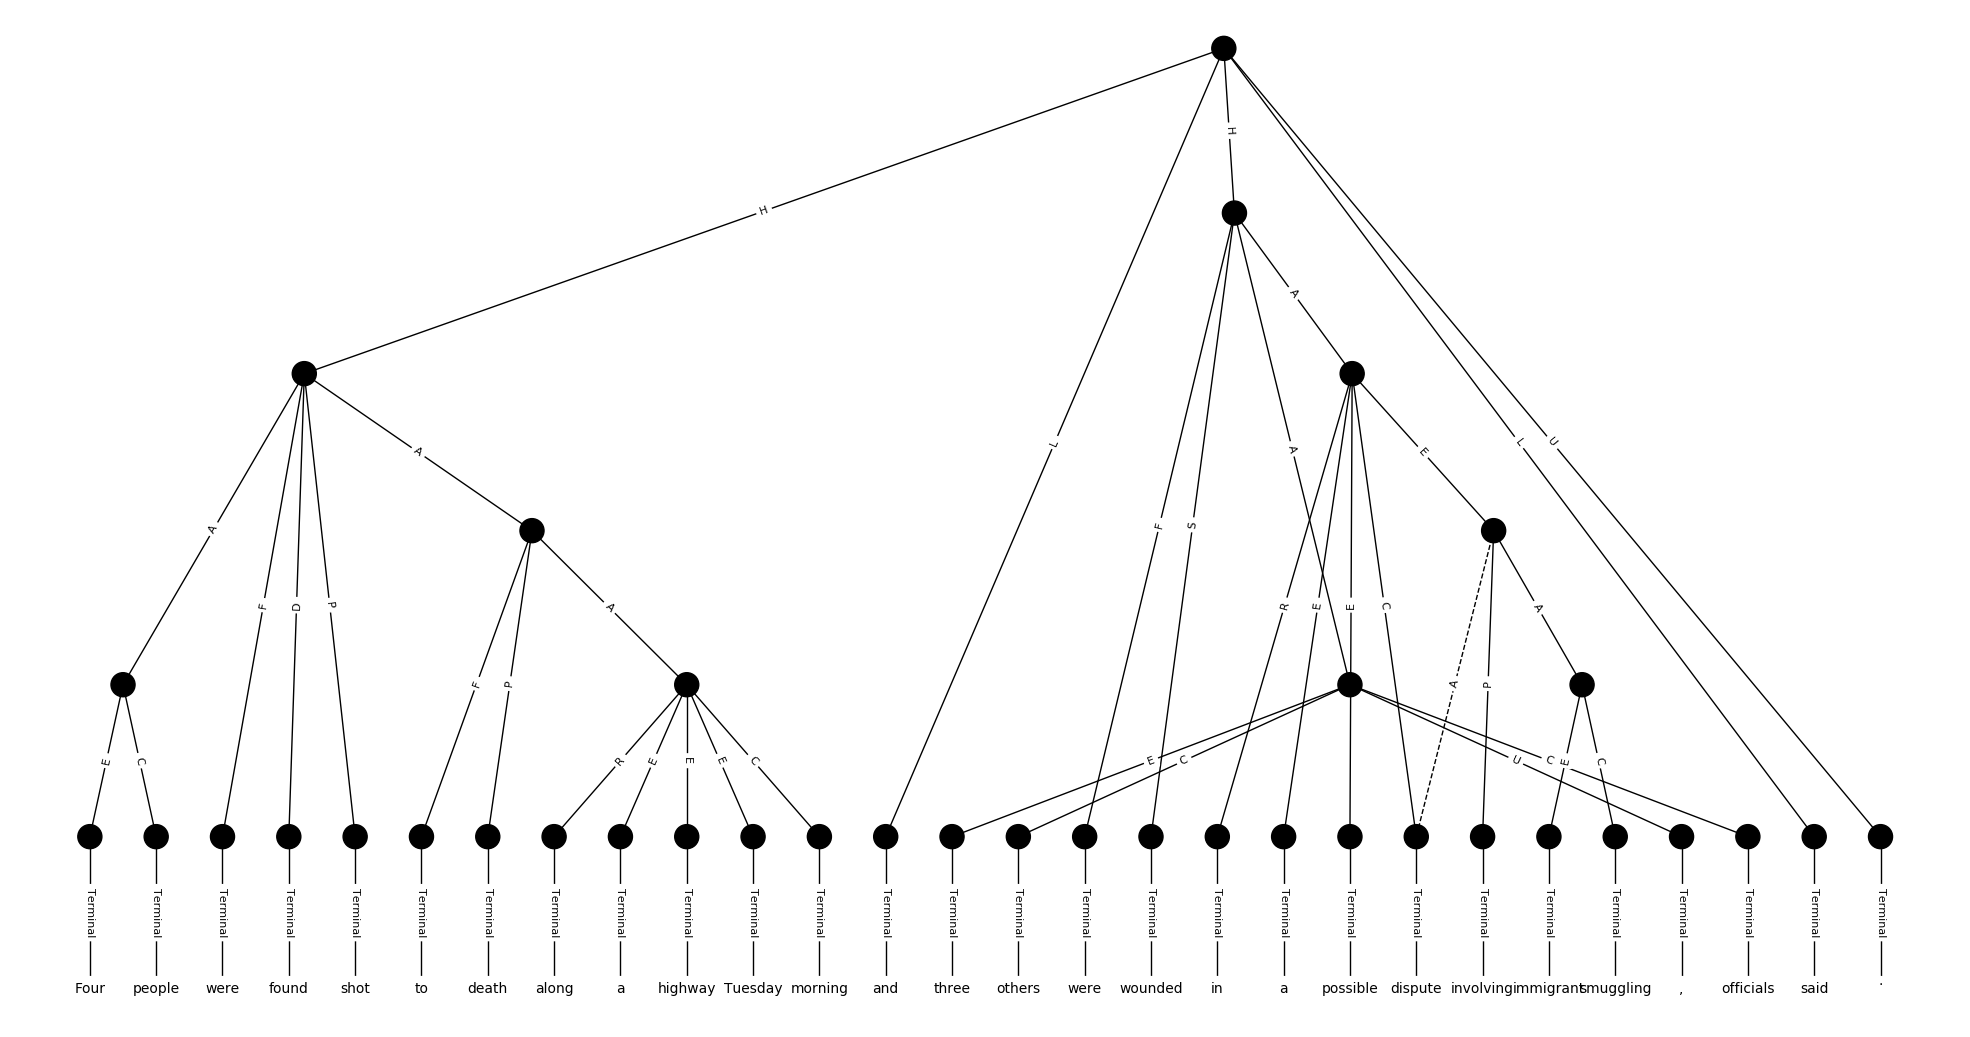 H
H
A
L
U
L
A
E
A
F
S
A
F
D
P
R
E
E
C
A
A
F
P
A
P
E
C
R
E
E
E
C
E
C
U
C
E
C
Terminal Terminal Terminal Terminal Terminal Terminal Terminal Terminal Terminal Terminal Terminal Terminal Terminal Terminal Terminal Terminal Terminal Terminal Terminal Terminal Terminal Terminal Terminal Terminal Terminal Terminal Terminal Terminal
Four people were found shot to death along a highway Tuesday morning and three others were wounded in a possible dispute involving immigrant smuggling , officials said .